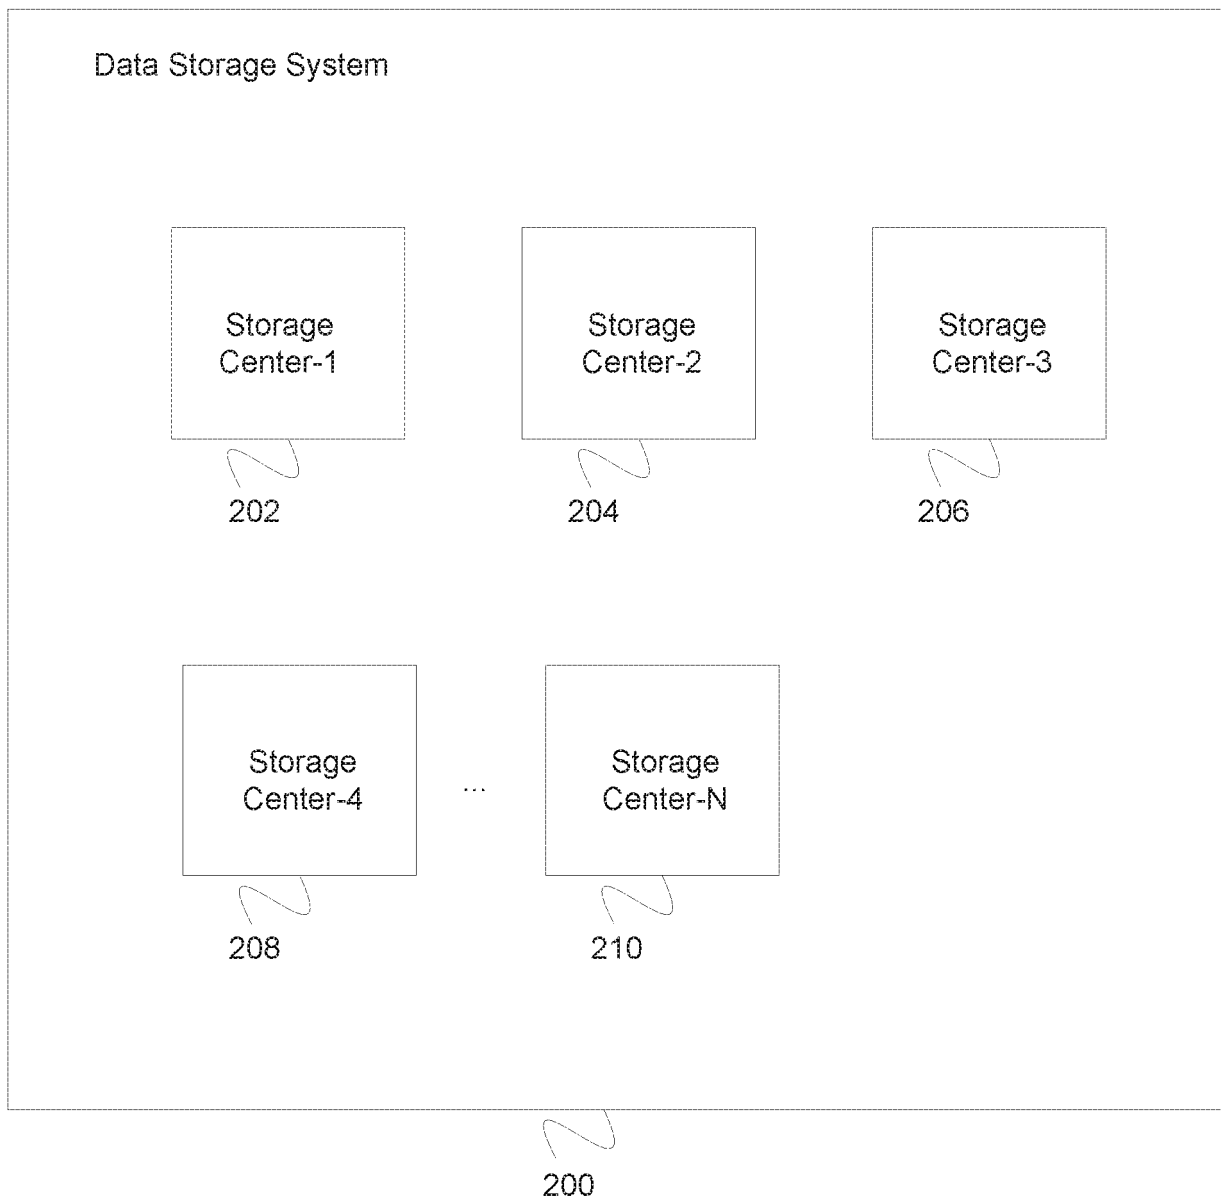 Data Storage System
Storage
Center-1
Storage
Center-2
Storage
Center-3
202
204
206
Storage
Center-4
...
Storage
Center-N
208
210
200